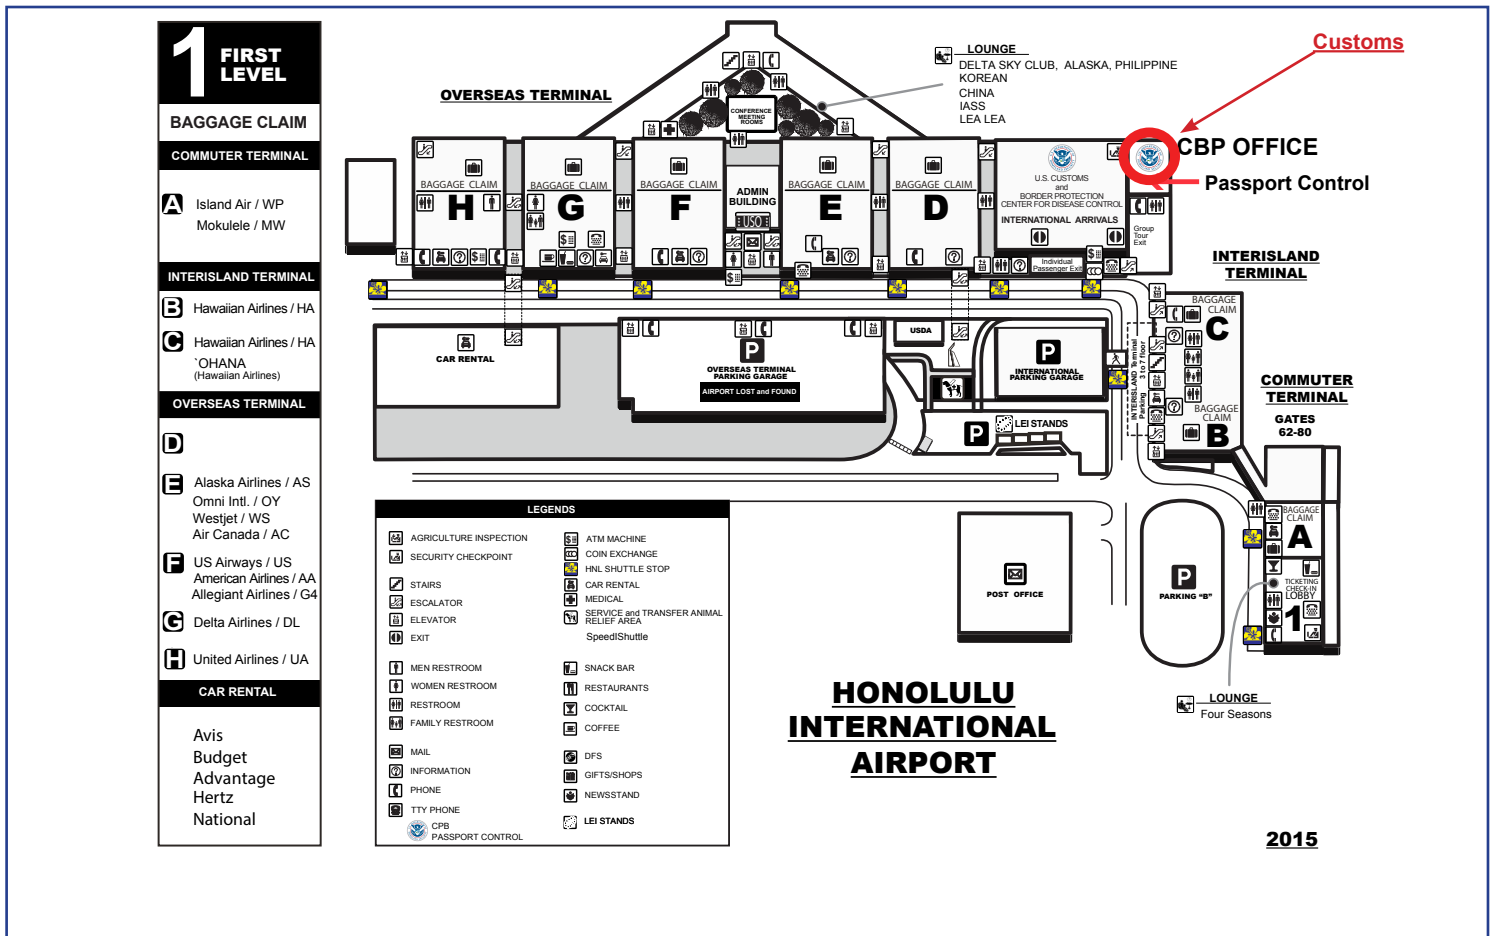 1
FIRST
LEVEL
BAGGAGE CLAIM
COMMUTER TERMINAL
A
Island Air / WP
Mokulele / MW
INTERISLAND TERMINAL
B
Hawaiian Airlines / HA
C
Hawaiian Airlines / HA
`OHANA
(Hawaiian Airlines)
OVERSEAS TERMINAL
D
E
Alaska Airlines / AS
Omni Intl. / OY
Westjet / WS
Air Canada / AC
F
US Airways / US
American Airlines / AA
Allegiant Airlines / G4
G
Delta Airlines / DL
H
United Airlines / UA
CAR RENTAL
Avis
Budget
Advantage
Hertz
National
OVERSEAS TERMINAL
CONFERENCE
MEETING
ROOMS
LOUNGE
DELTA SKY CLUB, ALASKA, PHILIPPINE
KOREAN
CHINA
IASS
LEA LEA
Customs
CBP OFFICE
Passport Control
BAGGAGE CLAIM
H
BAGGAGE CLAIM
G
BAGGAGE CLAIM
F
ADMIN
BUILDING
USO
BAGGAGE CLAIM
E
BAGGAGE CLAIM
D
U.S. CUSTOMS
and
BORDER PROTECTION
CENTER FOR DISEASE CONTROL
INTERNATIONAL ARRIVALS
Individual
Passenger Exit
Group
Tour
Exit
INTERISLAND
TERMINAL
CAR RENTAL
P
OVERSEAS TERMINAL
PARKING GARAGE
AIRPORT LOST and FOUND
USDA
P
INTERNATIONAL
PARKING GARAGE
P
LEI STANDS
INTERISLAND Terminal
Parking 3 to 7 floor
BAGGAGE
CLAIM
C
BAGGAGE
CLAIM
B
COMMUTER
TERMINAL
GATES
62-80
BAGGAGE
CLAIM
A
TICKETING
CHECK-IN
LOBBY
1
LOUNGE
Four Seasons
POST OFFICE
P
PARKING “B”
LEGENDS
AGRICULTURE INSPECTION
SECURITY CHECKPOINT
STAIRS
ESCALATOR
ELEVATOR
EXIT
MEN RESTROOM
WOMEN RESTROOM
RESTROOM
FAMILY RESTROOM
MAIL
INFORMATION
PHONE
TTY PHONE
CPB
PASSPORT CONTROL
ATM MACHINE
COIN EXCHANGE
HNL SHUTTLE STOP
CAR RENTAL
MEDICAL
SERVICE and TRANSFER ANIMAL
RELIEF AREA
SpeediShuttle
SNACK BAR
RESTAURANTS
COCKTAIL
COFFEE
DFS
GIFTS/SHOPS
NEWSSTAND
LEI STANDS
HONOLULU
INTERNATIONAL
AIRPORT
2015